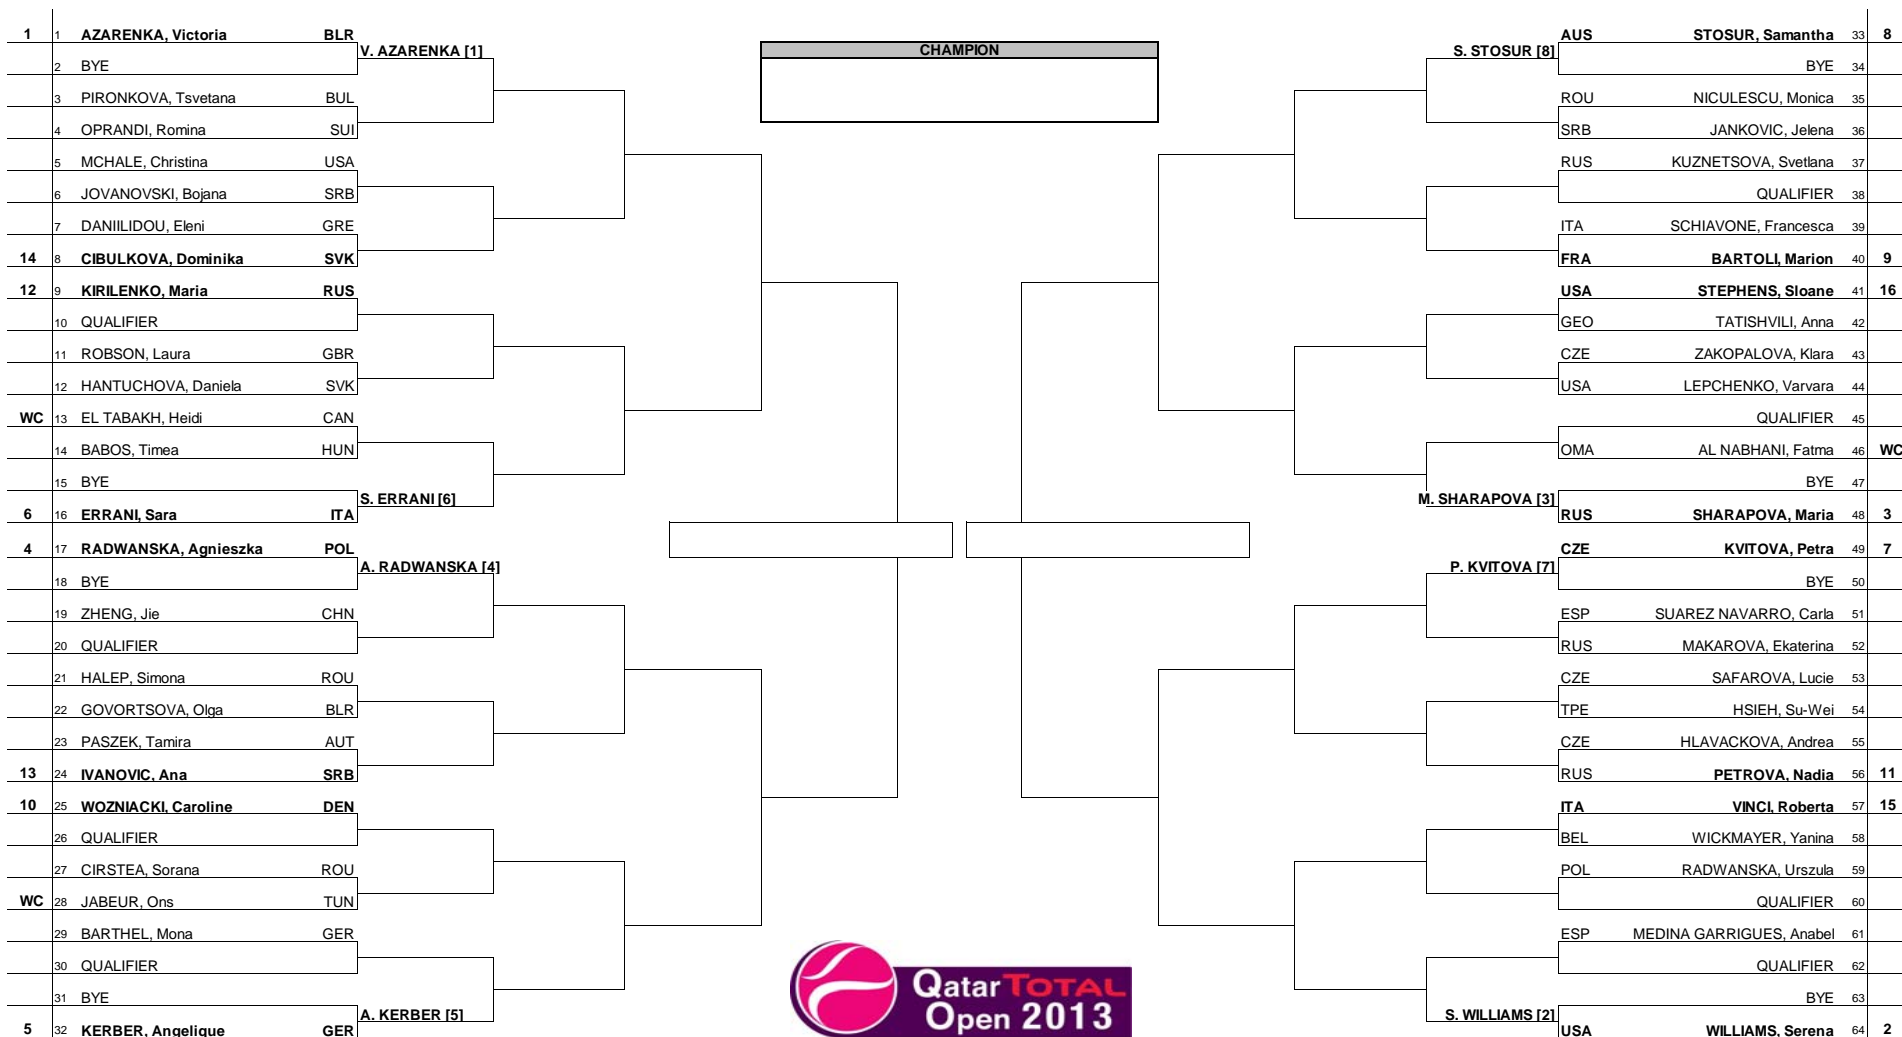 1 1 AZARENKA, Victoria BLR
V. AZARENKA [1]
2 BYE
3 PIRONKOVA, Tsvetana BUL
4 OPRANDI, Romina SUI
5 MCHALE, Christina USA
6 JOVANOVSKI, Bojana SRB
7 DANIILIDOU, Eleni GRE
14 8 CIBULKOVA, Dominika SVK
12 9 KIRILENKO, Maria RUS
10 QUALIFIER
11 ROBSON, Laura GBR
12 HANTUCHOVA, Daniela SVK
WC 13 EL TABAKH, Heidi CAN
14 BABOS, Timea HUN
15 BYE
S. ERRANI [6]
6 16 ERRANI, Sara ITA
4 17 RADWANSKA, Agnieszka POL
A. RADWANSKA [4]
18 BYE
19 ZHENG, Jie CHN
20 QUALIFIER
21 HALEP, Simona ROU
22 GOVORTSOVA, Olga BLR
23 PASZEK, Tamira AUT
13 24 IVANOVIC, Ana SRB
10 25 WOZNIACKI, Caroline DEN
26 QUALIFIER
27 CIRSTEA, Sorana ROU
WC 28 JABEUR, Ons TUN
29 BARTHEL, Mona GER
30 QUALIFIER
31 BYE
A. KERBER [5]
5 32 KERBER, Angelique GER
CHAMPION
Qatar TOTAL
Open 2013
AUS STOSUR, Samantha 33 8
S. STOSUR [8]
BYE 34
ROU NICULESCU, Monica 35
SRB JANKOVIC, Jelena 36
RUS KUZNETSOVA, Svetlana 37
QUALIFIER 38
ITA SCHIAVONE, Francesca 39
FRA BARTOLI, Marion 40 9
USA STEPHENS, Sloane 41 16
GEO TATISHVILI, Anna 42
CZE ZAKOPALOVA, Klara 43
USA LEPCHENKO, Varvara 44
QUALIFIER 45
OMA AL NABHANI, Fatma 46 WC
BYE 47
M. SHARAPOVA [3]
RUS SHARAPOVA, Maria 48 3
CZE KVITOVA, Petra 49 7
P. KVITOVA [7]
BYE 50
ESP SUAREZ NAVARRO, Carla 51
RUS MAKAROVA, Ekaterina 52
CZE SAFAROVA, Lucie 53
TPE HSIEH, Su-Wei 54
CZE HLAVACKOVA, Andrea 55
RUS PETROVA, Nadia 56 11
ITA VINCI, Roberta 57 15
BEL WICKMAYER, Yanina 58
POL RADWANSKA, Urszula 59
QUALIFIER 60
ESP MEDINA GARRIGUES, Anabel 61
QUALIFIER 62
BYE 63
S. WILLIAMS [2]
USA WILLIAMS, Serena 64 2